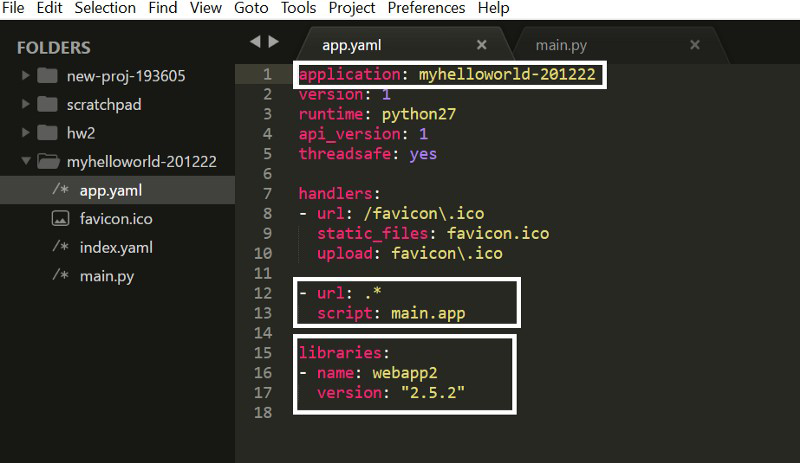 File Edit Selection Find View Goto Tools Project Preferences Help
FOLDERS
new-proj-193605
scratchpad
hw2
myhelloworld-201222
/* app.yaml
favicon.ico
/* index.yaml
/* main.py
app.yaml ×
main.py ×
1 application: myhelloworld-201222
2 version: 1
3 runtime: python27
4 api_version: 1
5 threadsafe: yes
6
7 handlers:
8 - url: /favicon\.ico
9   static_files: favicon.ico
10   upload: favicon\.ico
11
12 - url: .*
13   script: main.app
14
15 libraries:
16 - name: webapp2
17   version: "2.5.2"
18